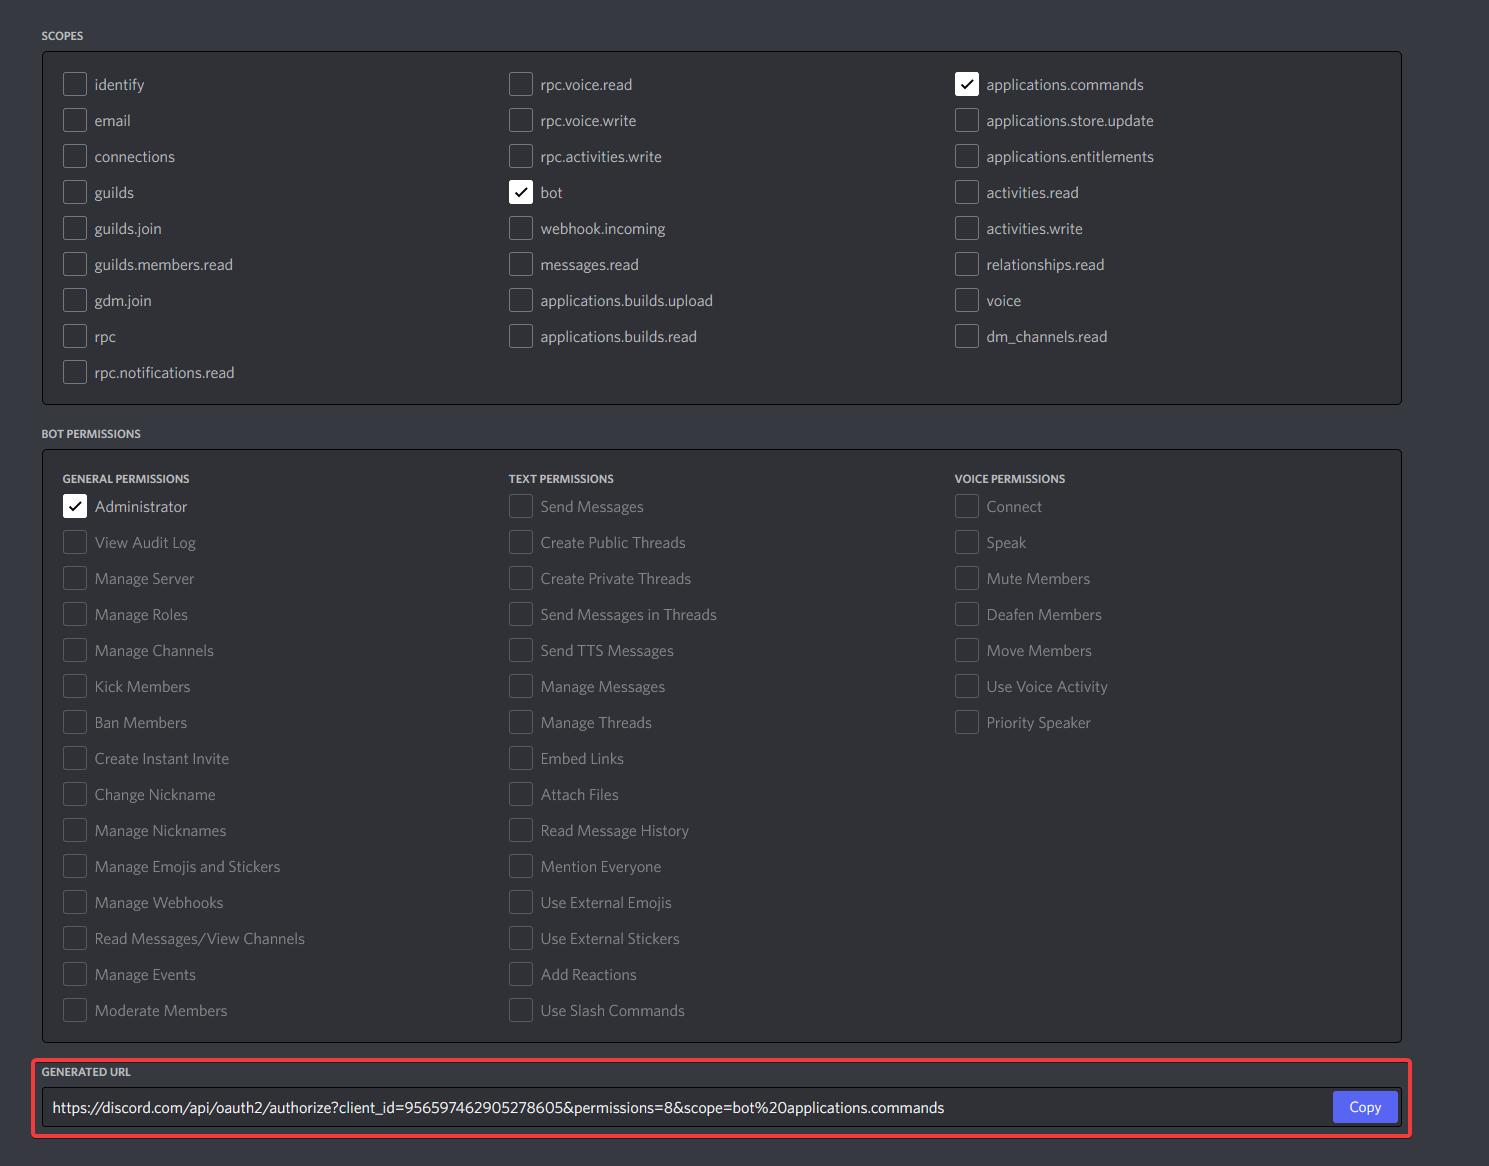 SCOPES
identify
email
connections
guilds
guilds.join
guilds.members.read
gdm.join
rpc
rpc.notifications.read
rpc.voice.read
rpc.voice.write
rpc.activities.write
bot
webhook.incoming
messages.read
applications.builds.upload
applications.builds.read
applications.commands
applications.store.update
applications.entitlements
activities.read
activities.write
relationships.read
voice
dm_channels.read
BOT PERMISSIONS
GENERAL PERMISSIONS
Administrator
View Audit Log
Manage Server
Manage Roles
Manage Channels
Kick Members
Ban Members
Create Instant Invite
Change Nickname
Manage Nicknames
Manage Emojis and Stickers
Manage Webhooks
Read Messages/View Channels
Manage Events
Moderate Members
TEXT PERMISSIONS
Send Messages
Create Public Threads
Create Private Threads
Send Messages in Threads
Send TTS Messages
Manage Messages
Manage Threads
Embed Links
Attach Files
Read Message History
Mention Everyone
Use External Emojis
Use External Stickers
Add Reactions
Use Slash Commands
VOICE PERMISSIONS
Connect
Speak
Mute Members
Deafen Members
Move Members
Use Voice Activity
Priority Speaker
GENERATED URL
https://discord.com/api/oauth2/authorize?client_id=956597462905278605&permissions=8&scope=bot%20applications.commands
Copy